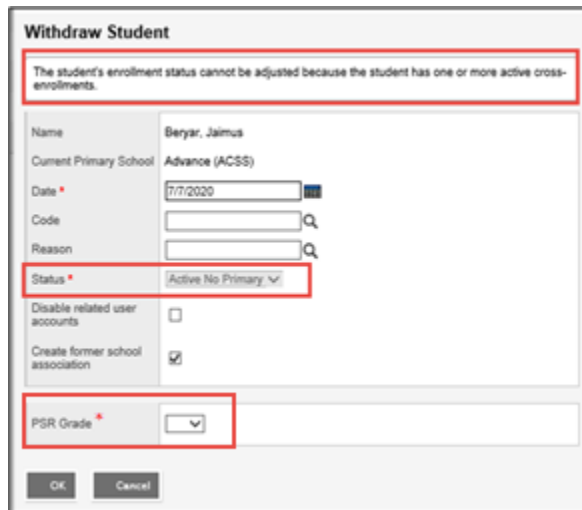 Withdraw Student
The student's enrollment status cannot be adjusted because the student has one or more active cross-
enrollments.
Name Beryar, Jaimus
Current Primary School Advance (ACSS)
Date * 7/7/2020
Code
Reason
Status * Active No Primary
Disable related user
accounts
Create former school
association
PSR Grade *
OK Cancel